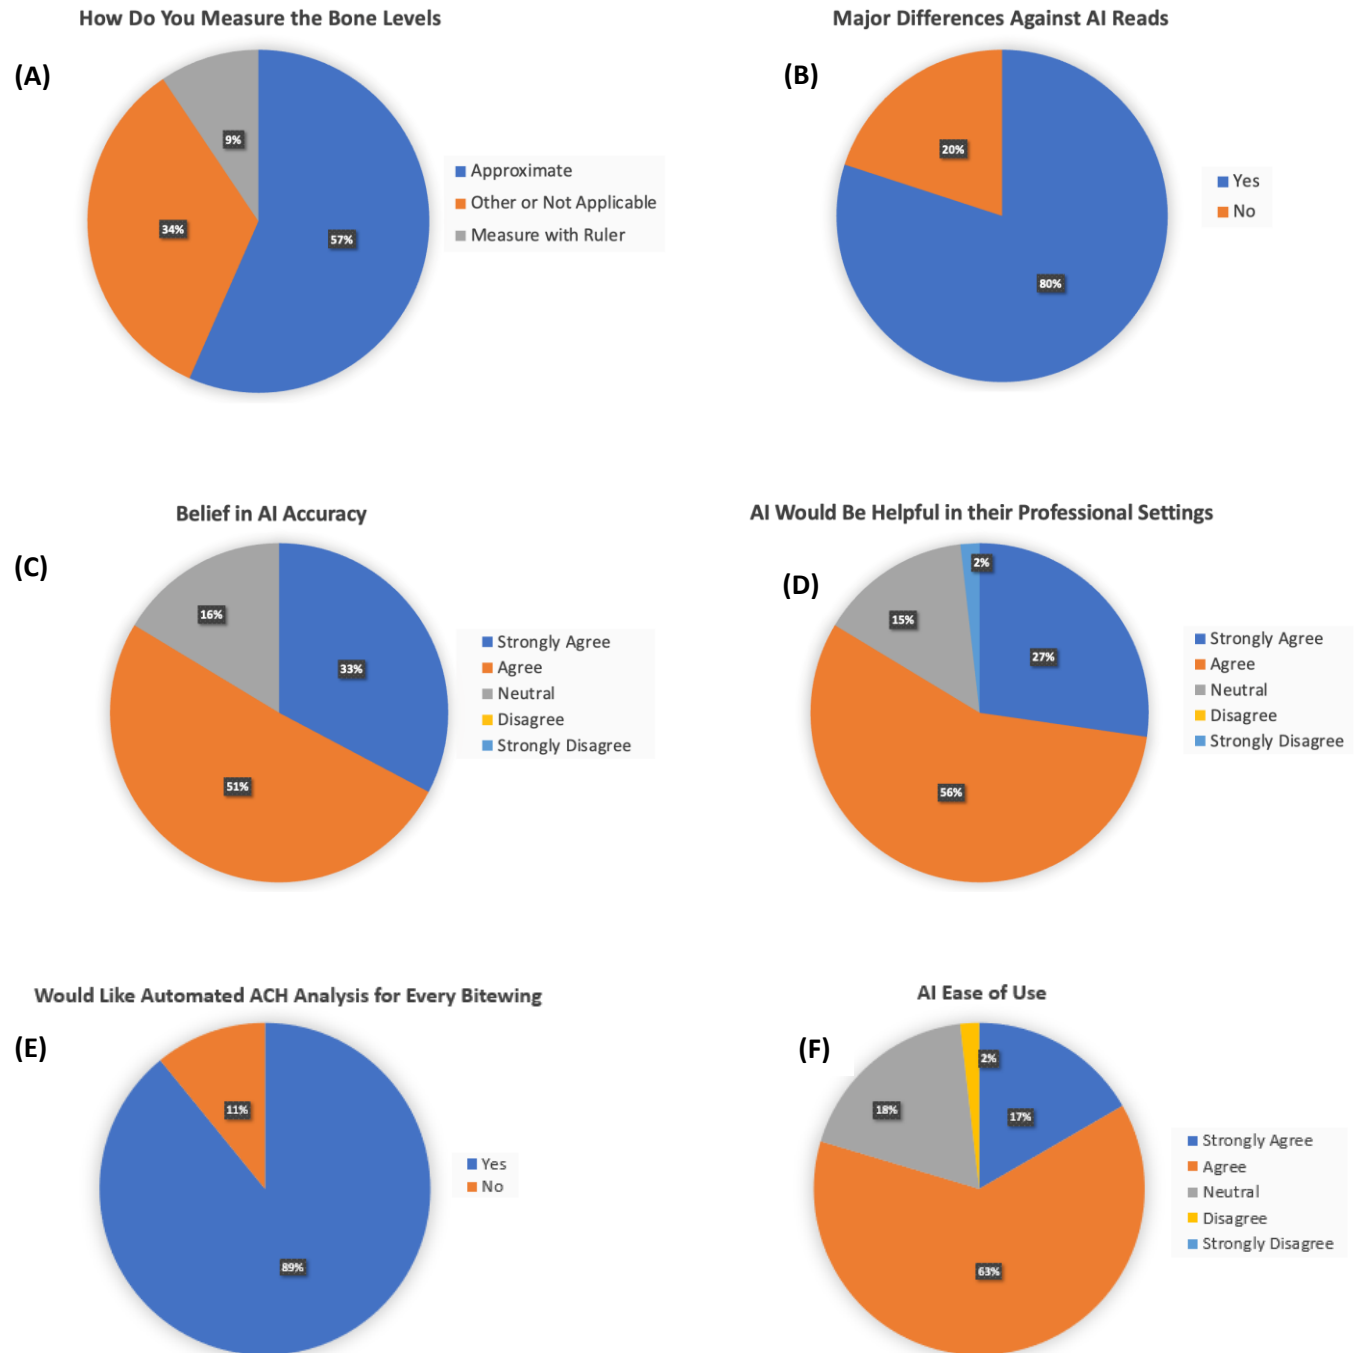 How Do You Measure the Bone Levels
(A)
9%
34%
57%
Approximate
Other or Not Applicable
Measure with Ruler
Major Differences Against AI Reads
(B)
20%
80%
Yes
No
Belief in AI Accuracy
(C)
16%
33%
51%
Strongly Agree
Agree
Neutral
Disagree
Strongly Disagree
AI Would Be Helpful in their Professional Settings
(D)
2%
15%
27%
56%
Strongly Agree
Agree
Neutral
Disagree
Strongly Disagree
Would Like Automated ACH Analysis for Every Bitewing
(E)
11%
89%
Yes
No
AI Ease of Use
(F)
2%
18%
17%
63%
Strongly Agree
Agree
Neutral
Disagree
Strongly Disagree